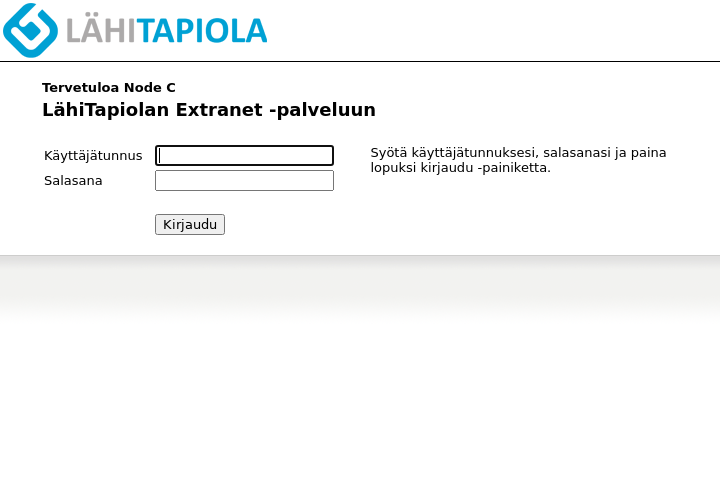 LÄHITAPIOLA
Tervetuloa Node C
LähiTapiolan Extranet -palveluun
Käyttäjätunnus
Salasana
Kirjaudu
Syötä käyttäjätunnuksesi, salasanasi ja paina
lopuksi kirjaudu -painiketta.